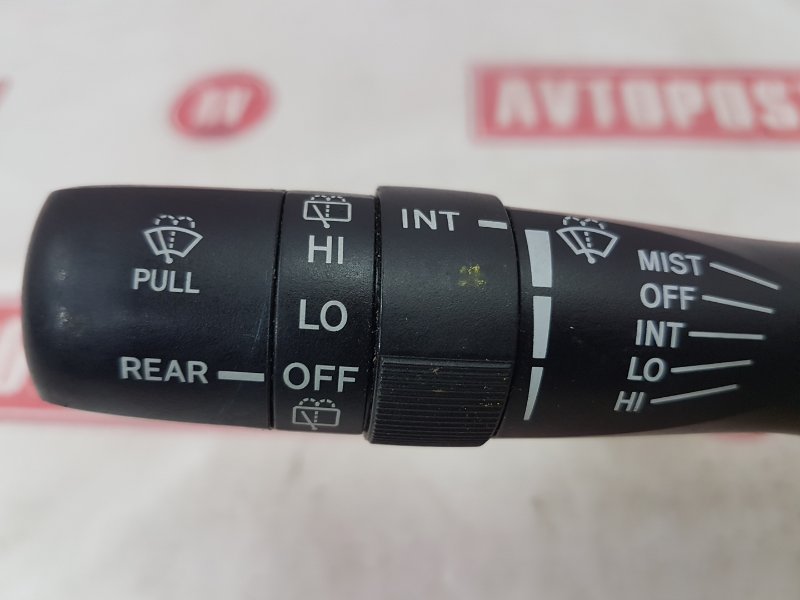 AVTOPOS
PULL
REAR
HI
LO
OFF
INT
MIST
OFF
INT
LO
HI